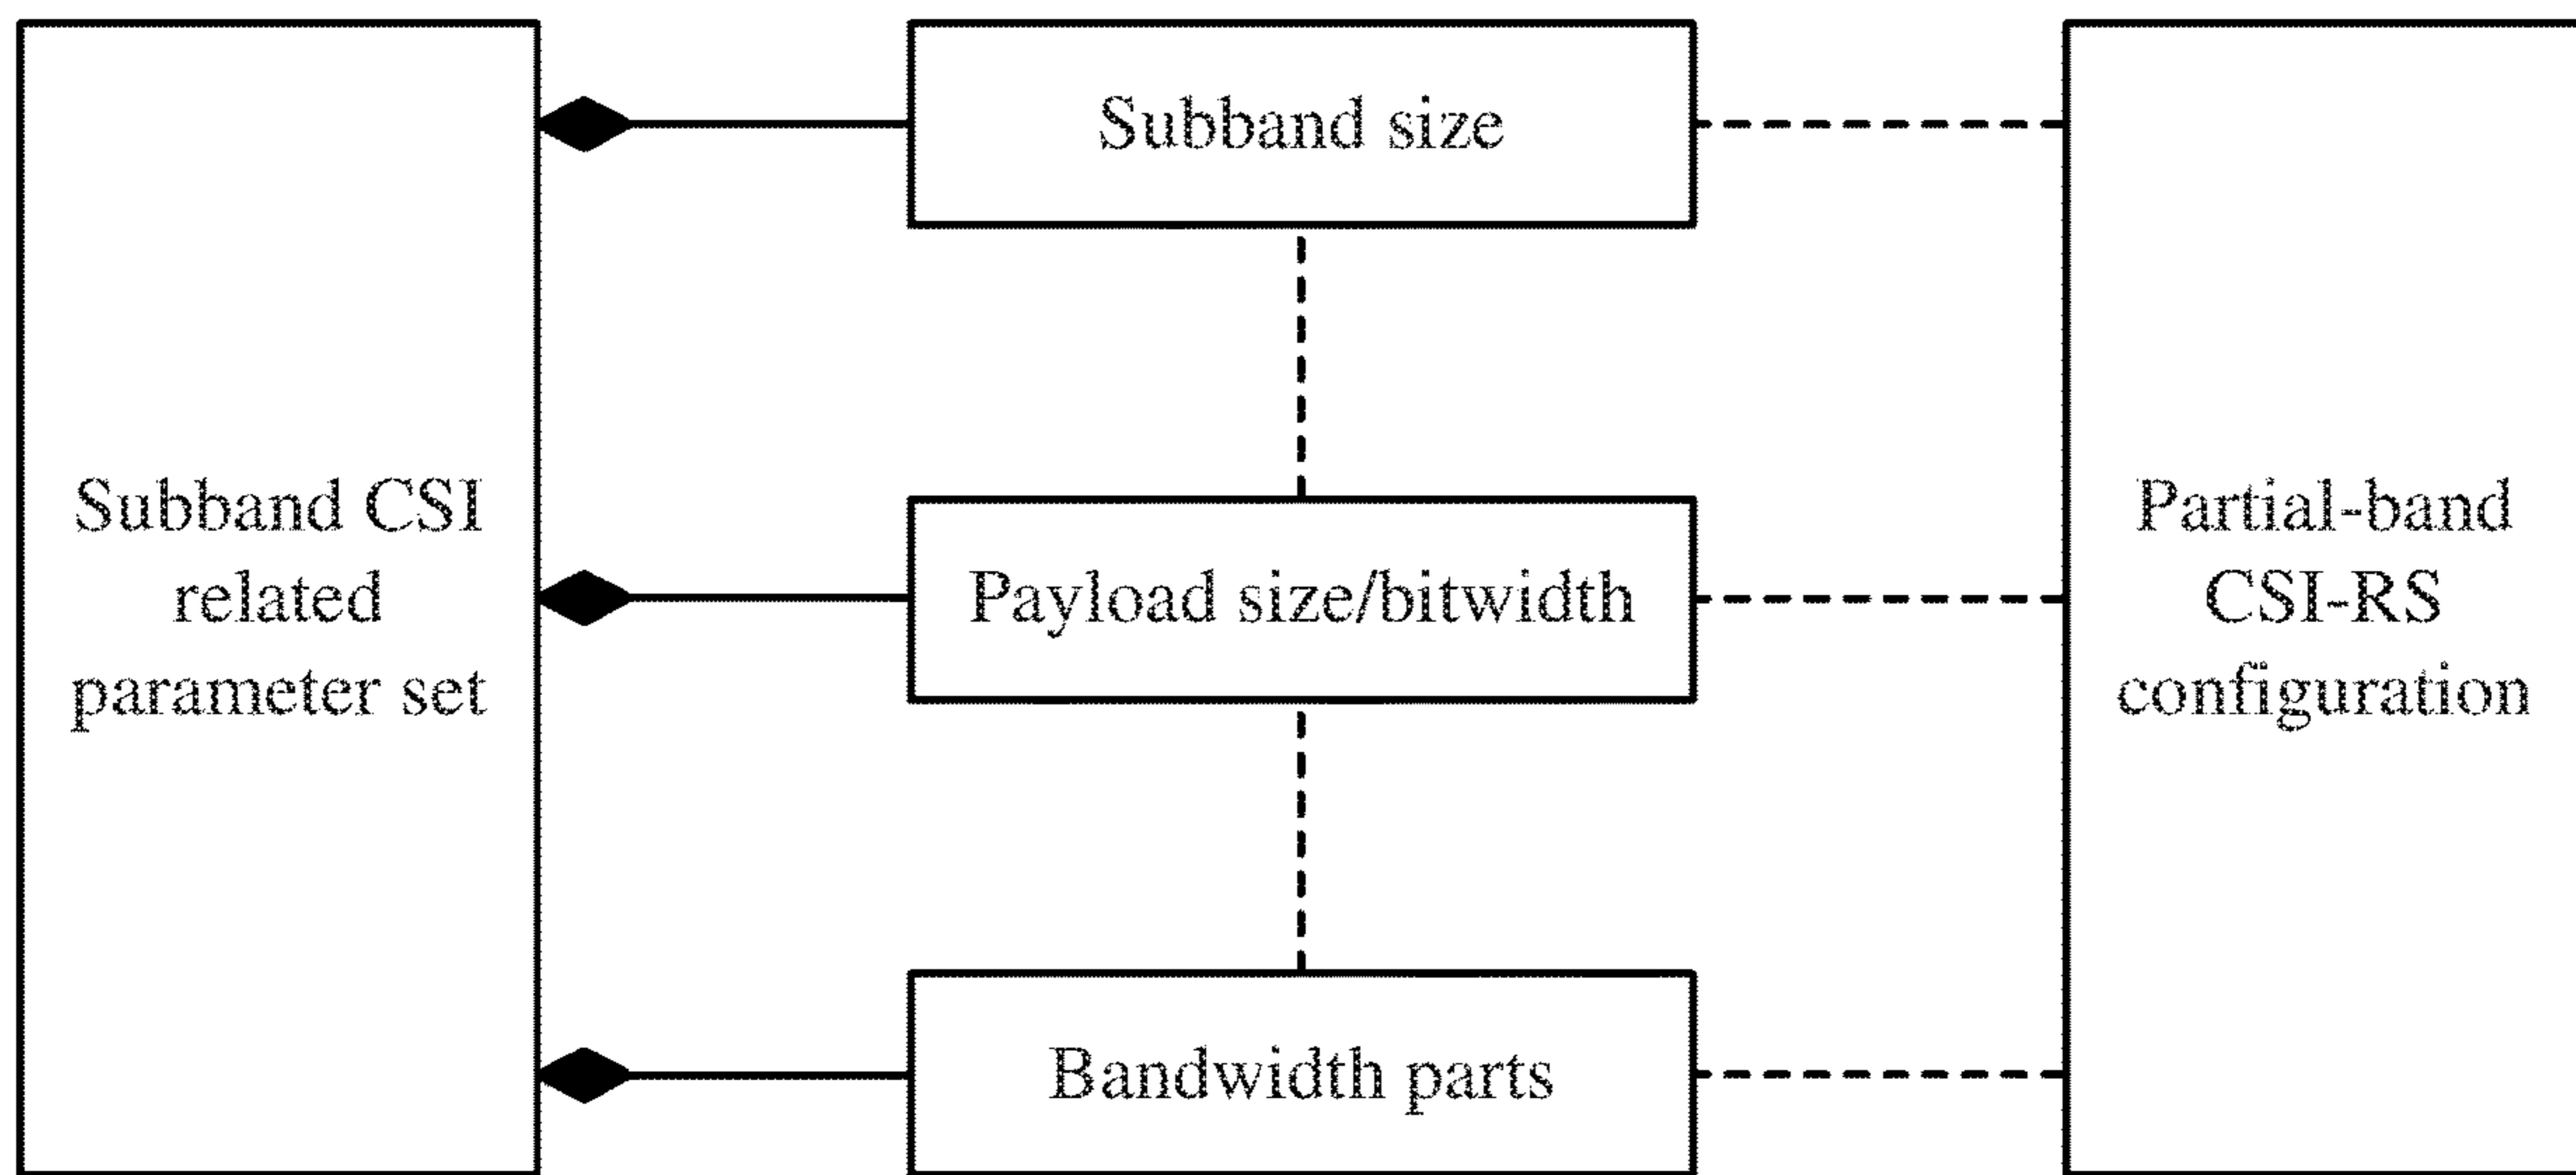 Subband size
Subband CSI
related
parameter set
Payload size/bitwidth
Partial-band
CSI-RS
configuration
Bandwidth parts